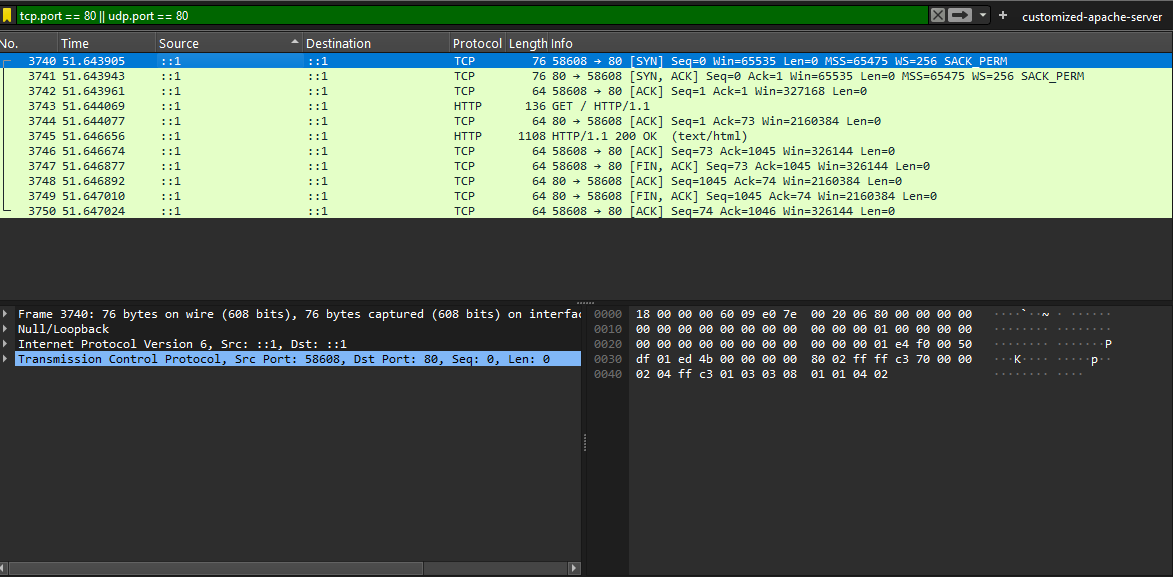 tcp.port == 80 || udp.port == 80 + customized-apache-server
No. Time Source Destination Protocol Length Info
3740 51.643905 ::1 ::1 TCP 76 58608 → 80 [SYN] Seq=0 Win=65535 Len=0 MSS=65475 WS=256 SACK_PERM
3741 51.643943 ::1 ::1 TCP 76 80 → 58608 [SYN, ACK] Seq=0 Ack=1 Win=65535 Len=0 MSS=65475 WS=256 SACK_PERM
3742 51.643961 ::1 ::1 TCP 64 58608 → 80 [ACK] Seq=1 Ack=1 Win=327168 Len=0
3743 51.644069 ::1 ::1 HTTP 136 GET / HTTP/1.1
3744 51.644077 ::1 ::1 TCP 64 80 → 58608 [ACK] Seq=1 Ack=73 Win=2160384 Len=0
3745 51.646656 ::1 ::1 HTTP 1108 HTTP/1.1 200 OK (text/html)
3746 51.646674 ::1 ::1 TCP 64 58608 → 80 [ACK] Seq=73 Ack=1045 Win=326144 Len=0
3747 51.646877 ::1 ::1 TCP 64 58608 → 80 [FIN, ACK] Seq=73 Ack=1045 Win=326144 Len=0
3748 51.646892 ::1 ::1 TCP 64 80 → 58608 [ACK] Seq=1045 Ack=74 Win=2160384 Len=0
3749 51.647010 ::1 ::1 TCP 64 80 → 58608 [FIN, ACK] Seq=1045 Ack=74 Win=2160384 Len=0
3750 51.647024 ::1 ::1 TCP 64 58608 → 80 [ACK] Seq=74 Ack=1046 Win=326144 Len=0
Frame 3740: 76 bytes on wire (608 bits), 76 bytes captured (608 bits) on interfac
Null/Loopback
Internet Protocol Version 6, Src: ::1, Dst: ::1
Transmission Control Protocol, Src Port: 58608, Dst Port: 80, Seq: 0, Len: 0
0000 18 00 00 00 60 09 e0 7e 00 20 06 80 00 00 00 00 ····`··~ · ······
0010 00 00 00 00 00 00 00 00 00 00 00 01 00 00 00 00 ········ ········
0020 00 00 00 00 00 00 00 00 00 00 00 01 e4 f0 00 50 ········ ·······P
0030 df 01 ed 4b 00 00 00 00 80 02 ff ff c3 70 00 00 ···K···· ·····p··
0040 02 04 ff c3 01 03 03 08 01 01 04 02 ········ ····